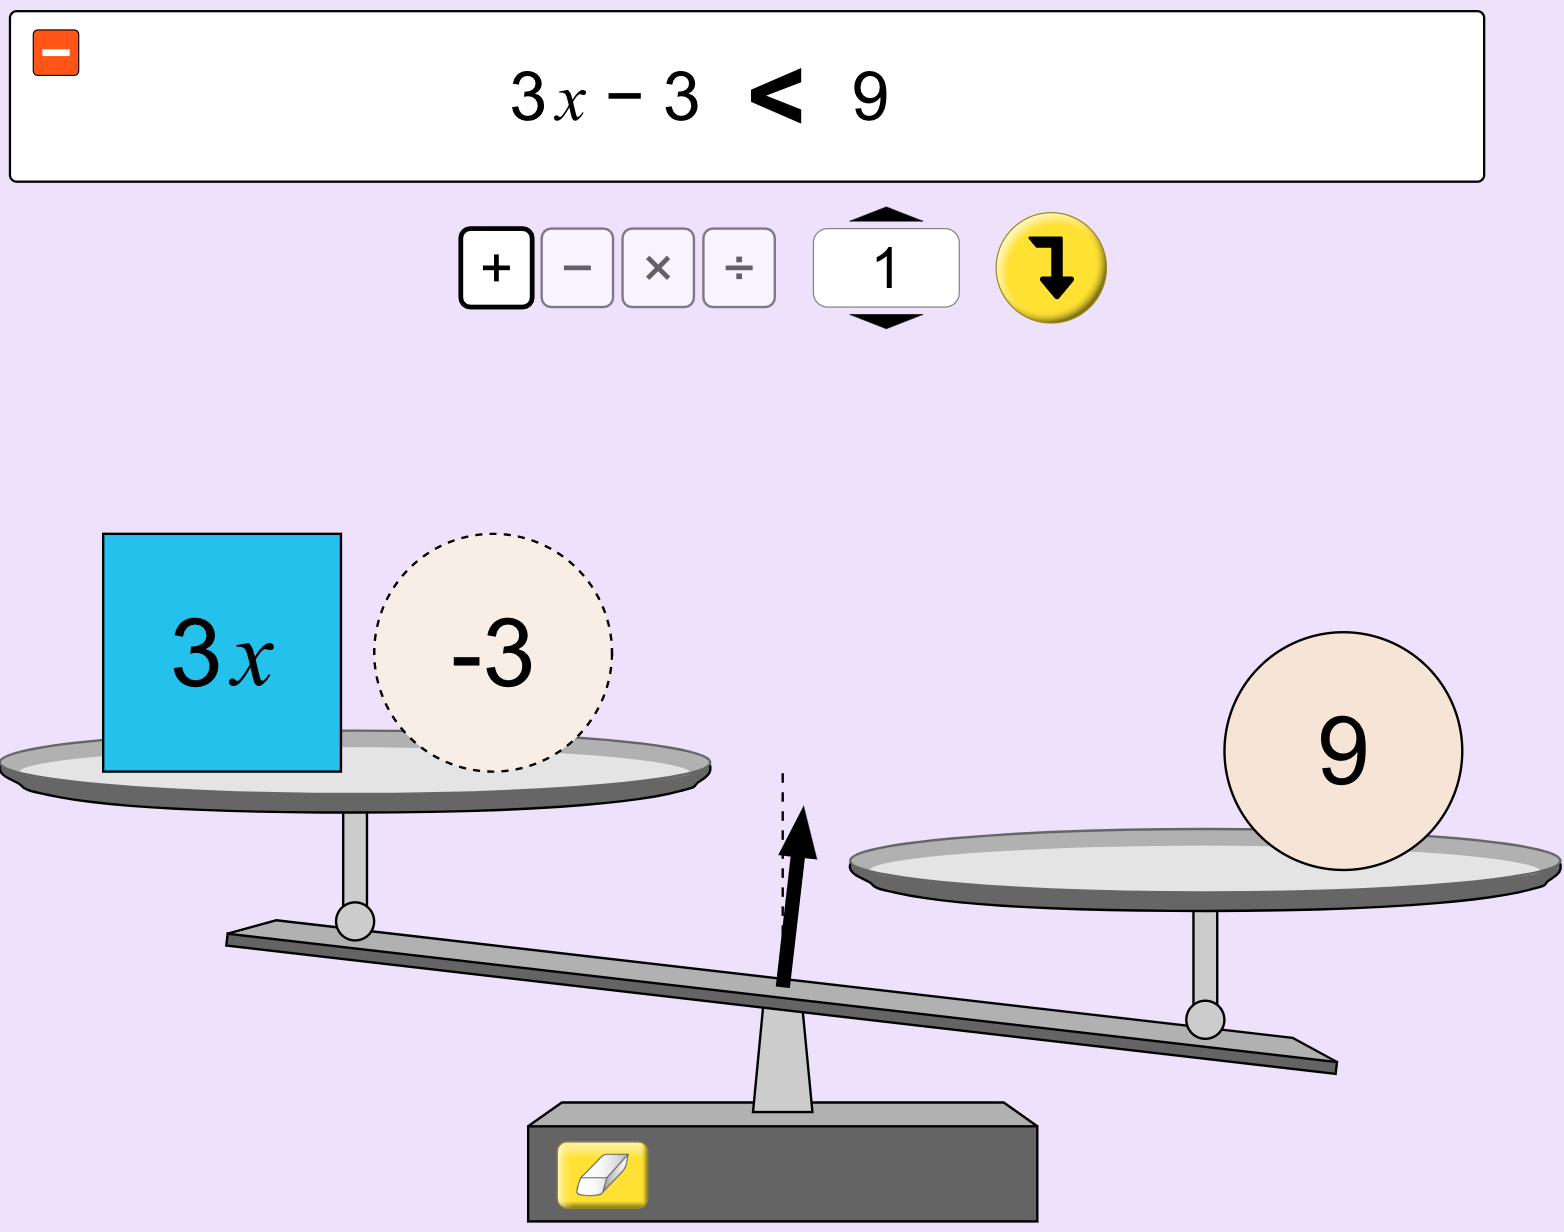 3x − 3 < 9
+ − × ÷ 1
3x -3
9